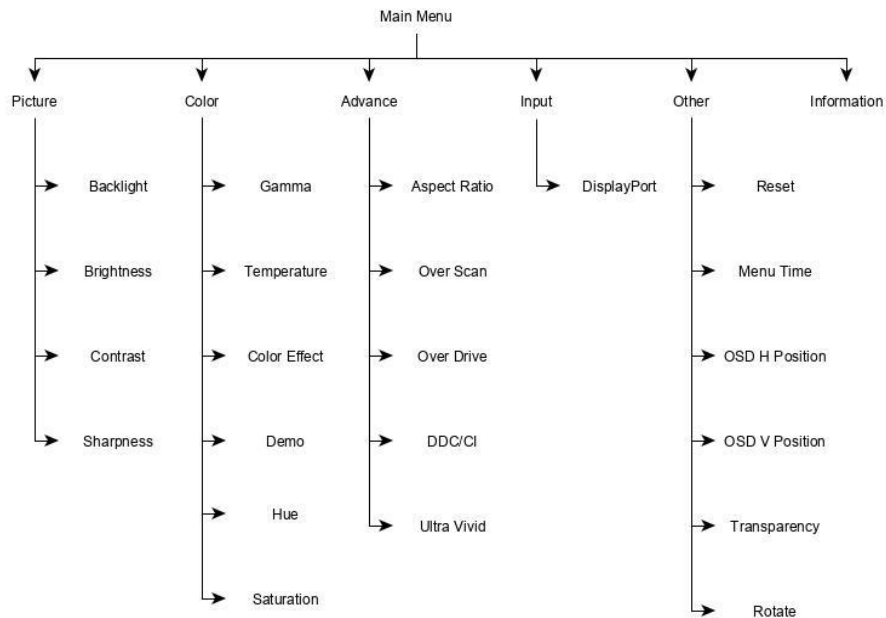 Main Menu
Picture
Color
Advance
Input
Other
Information
Backlight
Gamma
Aspect Ratio
DisplayPort
Reset
Brightness
Temperature
Over Scan
Menu Time
Contrast
Color Effect
Over Drive
OSD H Position
Sharpness
Demo
DDC/CI
OSD V Position
Hue
Ultra Vivid
Transparency
Saturation
Rotate